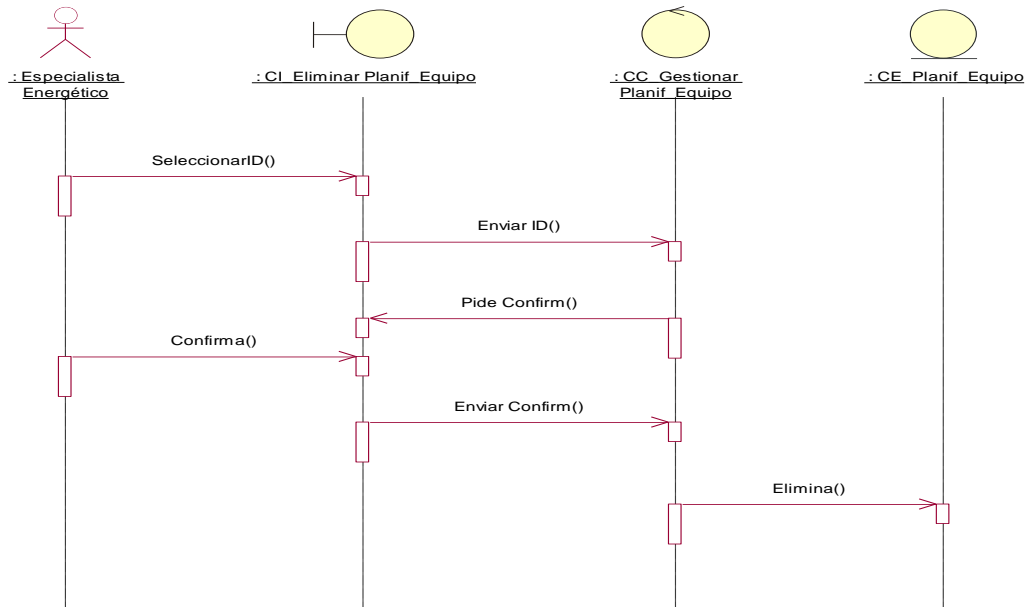 : Especialista
Energético
: CI_Eliminar Planif_Equipo
: CC_Gestionar
Planif_Equipo
: CE_Planif_Equipo
SeleccionarID()
Enviar ID()
Pide Confirm()
Confirma()
Enviar Confirm()
Elimina()